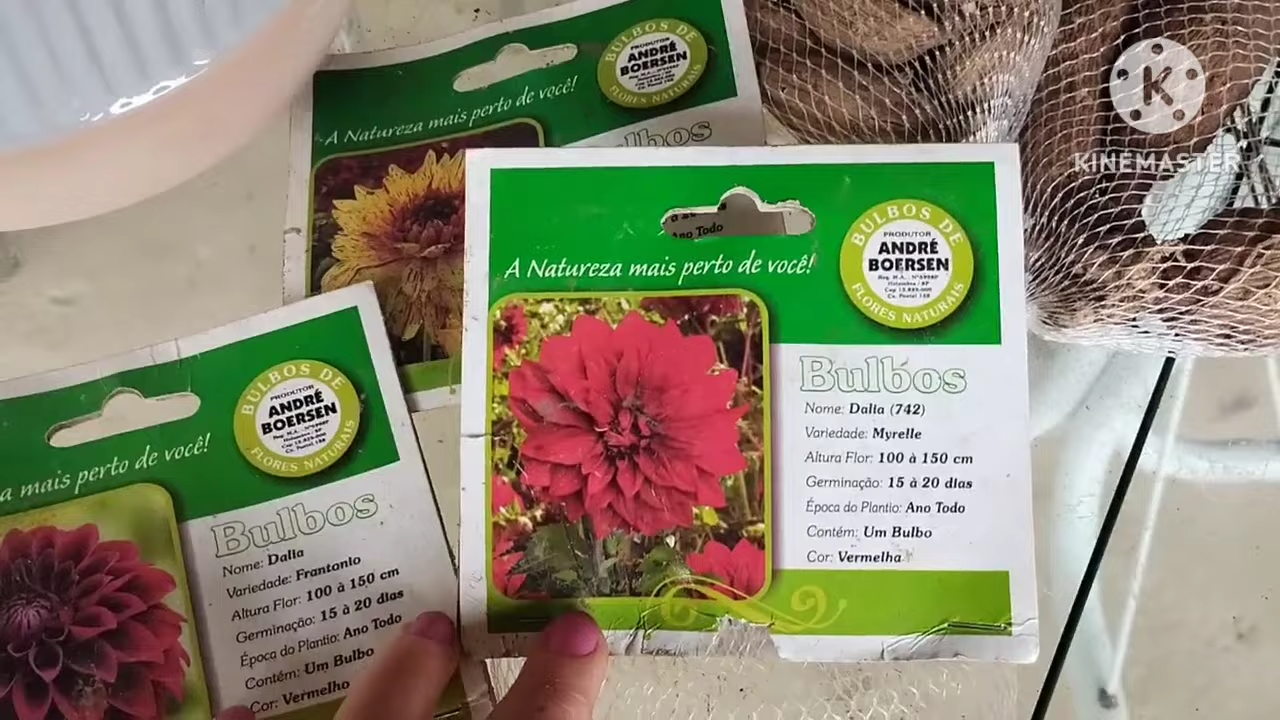 A Natureza mais perto de você!
BULBOS DE
PRODUTOR
ANDRÉ
BOERSEN
FLORES NATURAIS
Bulbos
A Natureza mais perto de você!
BULBOS DE
PRODUTOR
ANDRÉ
BOERSEN
Holambra / SP
FLORES NATURAIS
Bulbos
Nome: Dalia (742)
Variedade: Myrelle
Altura Flor: 100 à 150 cm
Germinação: 15 à 20 dias
Época do Plantio: Ano Todo
Contém: Um Bulbo
Cor: Vermelha
Ano Todo
a mais perto de você!
BULBOS DE
PRODUTOR
ANDRÉ
BOERSEN
FLORES NATURAIS
Bulbos
Nome: Dalia
Variedade: Frantonio
Altura Flor: 100 à 150 cm
Germinação: 15 à 20 dias
Época do Plantio: Ano Todo
Contém: Um Bulbo
Cor: Vermelho
K
KINEMASTER